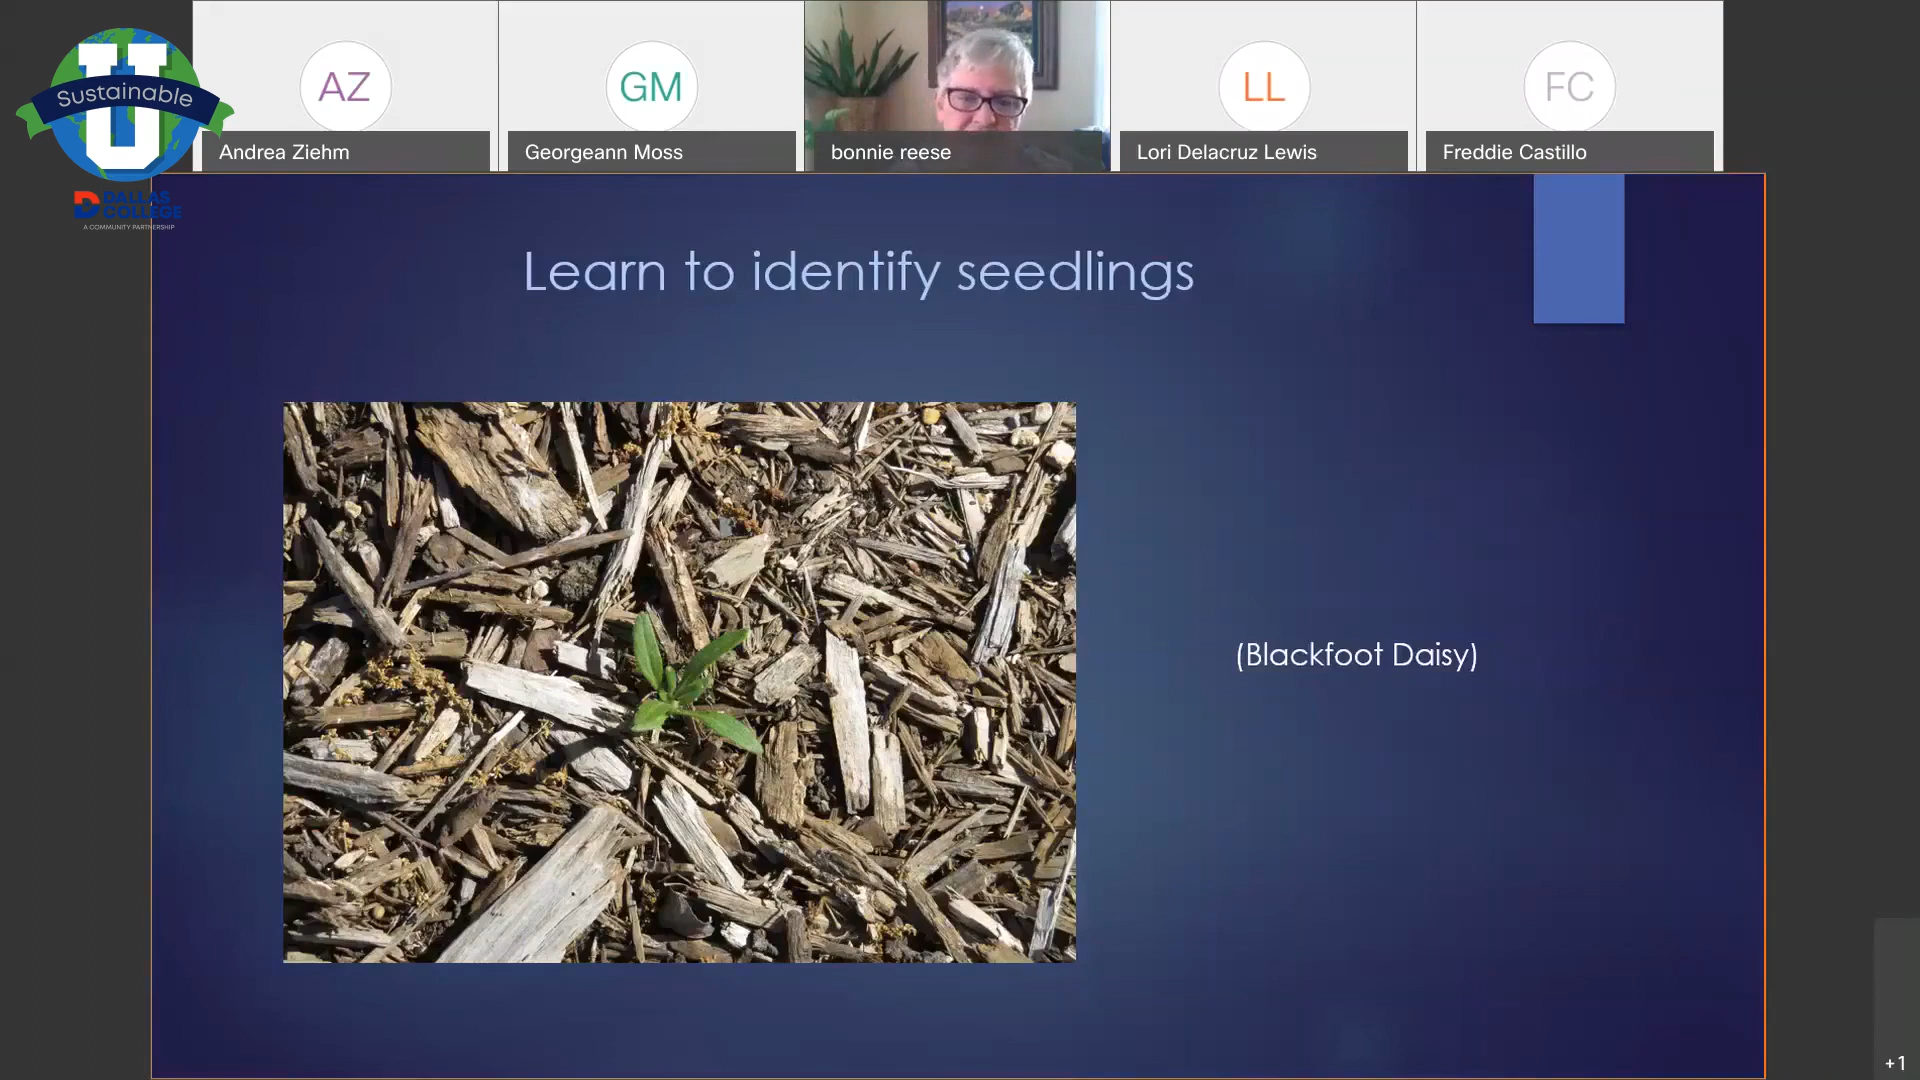 U
Sustainable
DALLAS
COLLEGE
A COMMUNITY PARTNERSHIP
AZ
GM
LL
FC
Andrea Ziehm
Georgeann Moss
bonnie reese
Lori Delacruz Lewis
Freddie Castillo
Learn to identify seedlings
(Blackfoot Daisy)
+1